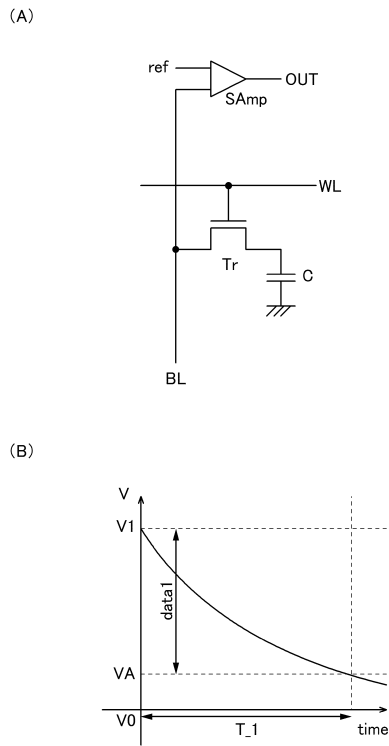 (A)
ref
OUT
SAmp
WL
Tr
C
BL
(B)
V
V1
data1
VA
V0
T_1
time